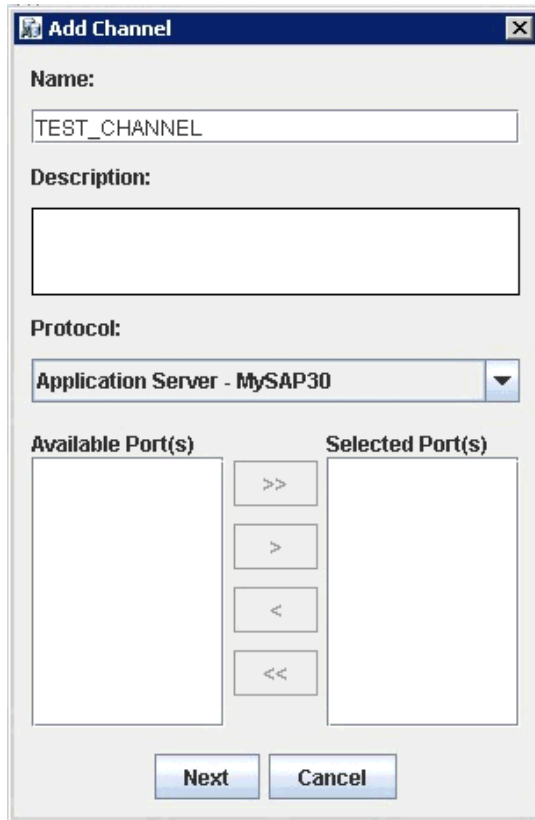 Add Channel
Name:
TEST_CHANNEL
Description:
Protocol:
Application Server - MySAP30
Available Port(s) Selected Port(s)
>>
>
<
<<
Next Cancel